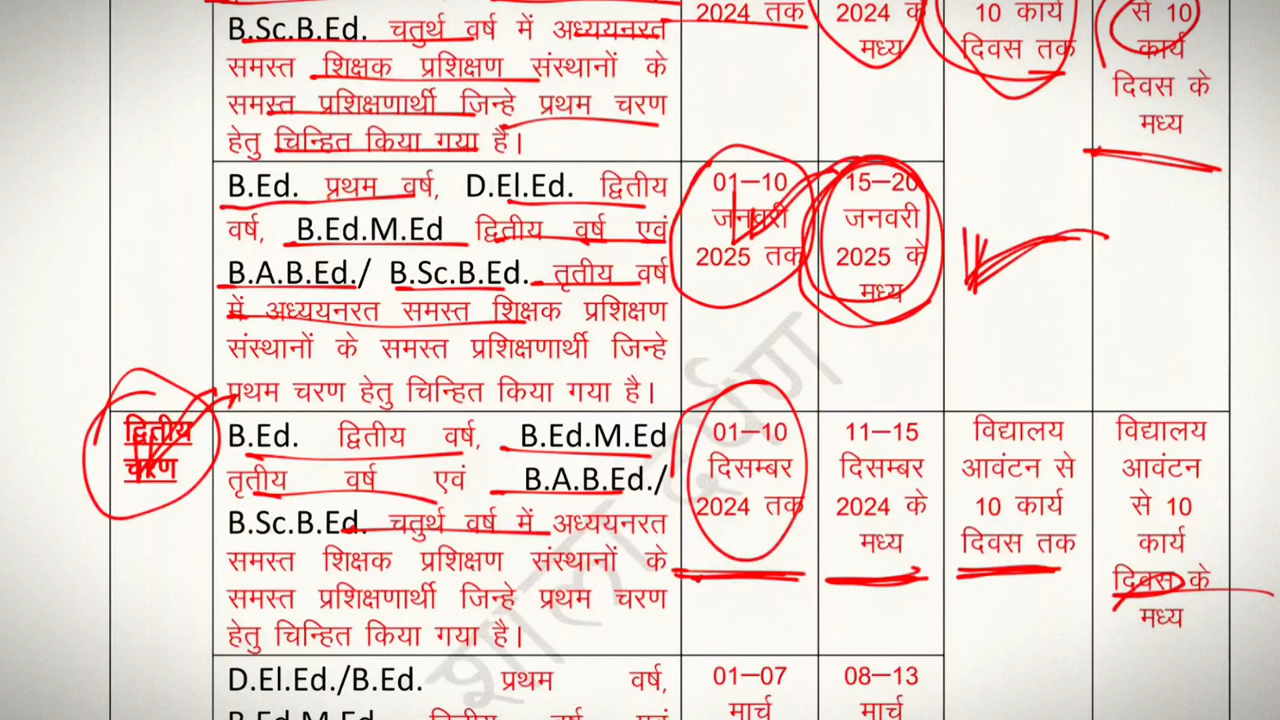 B.Sc.B.Ed. चतुर्थ वर्ष में अध्ययनरत
समस्त शिक्षक प्रशिक्षण संस्थानों के
समस्त प्रशिक्षणार्थी जिन्हे प्रथम चरण
हेतु चिन्हित किया गया है।
2024 तक
2024 के
मध्य
10 कार्य
दिवस तक
से 10
कार्य
दिवस के
मध्य
B.Ed. प्रथम वर्ष, D.El.Ed. द्वितीय
वर्ष, B.Ed.M.Ed द्वितीय वर्ष एवं
B.A.B.Ed./ B.Sc.B.Ed. तृतीय वर्ष
में अध्ययनरत समस्त शिक्षक प्रशिक्षण
संस्थानों के समस्त प्रशिक्षणार्थी जिन्हे
प्रथम चरण हेतु चिन्हित किया गया है।
01–10
जनवरी
2025 तक
15–20
जनवरी
2025 के
मध्य
द्वितीय
चरण
B.Ed. द्वितीय वर्ष, B.Ed.M.Ed
तृतीय वर्ष एवं B.A.B.Ed./
B.Sc.B.Ed. चतुर्थ वर्ष में अध्ययनरत
समस्त शिक्षक प्रशिक्षण संस्थानों के
समस्त प्रशिक्षणार्थी जिन्हे प्रथम चरण
हेतु चिन्हित किया गया है।
01–10
दिसम्बर
2024 तक
11–15
दिसम्बर
2024 के
मध्य
विद्यालय
आवंटन से
10 कार्य
दिवस तक
विद्यालय
आवंटन
से 10
कार्य
दिवस के
मध्य
D.El.Ed./B.Ed. प्रथम वर्ष,
B.Ed.M.Ed द्वितीय वर्ष एवं
01–07
मार्च
08–13
मार्च
शाला दर्पण